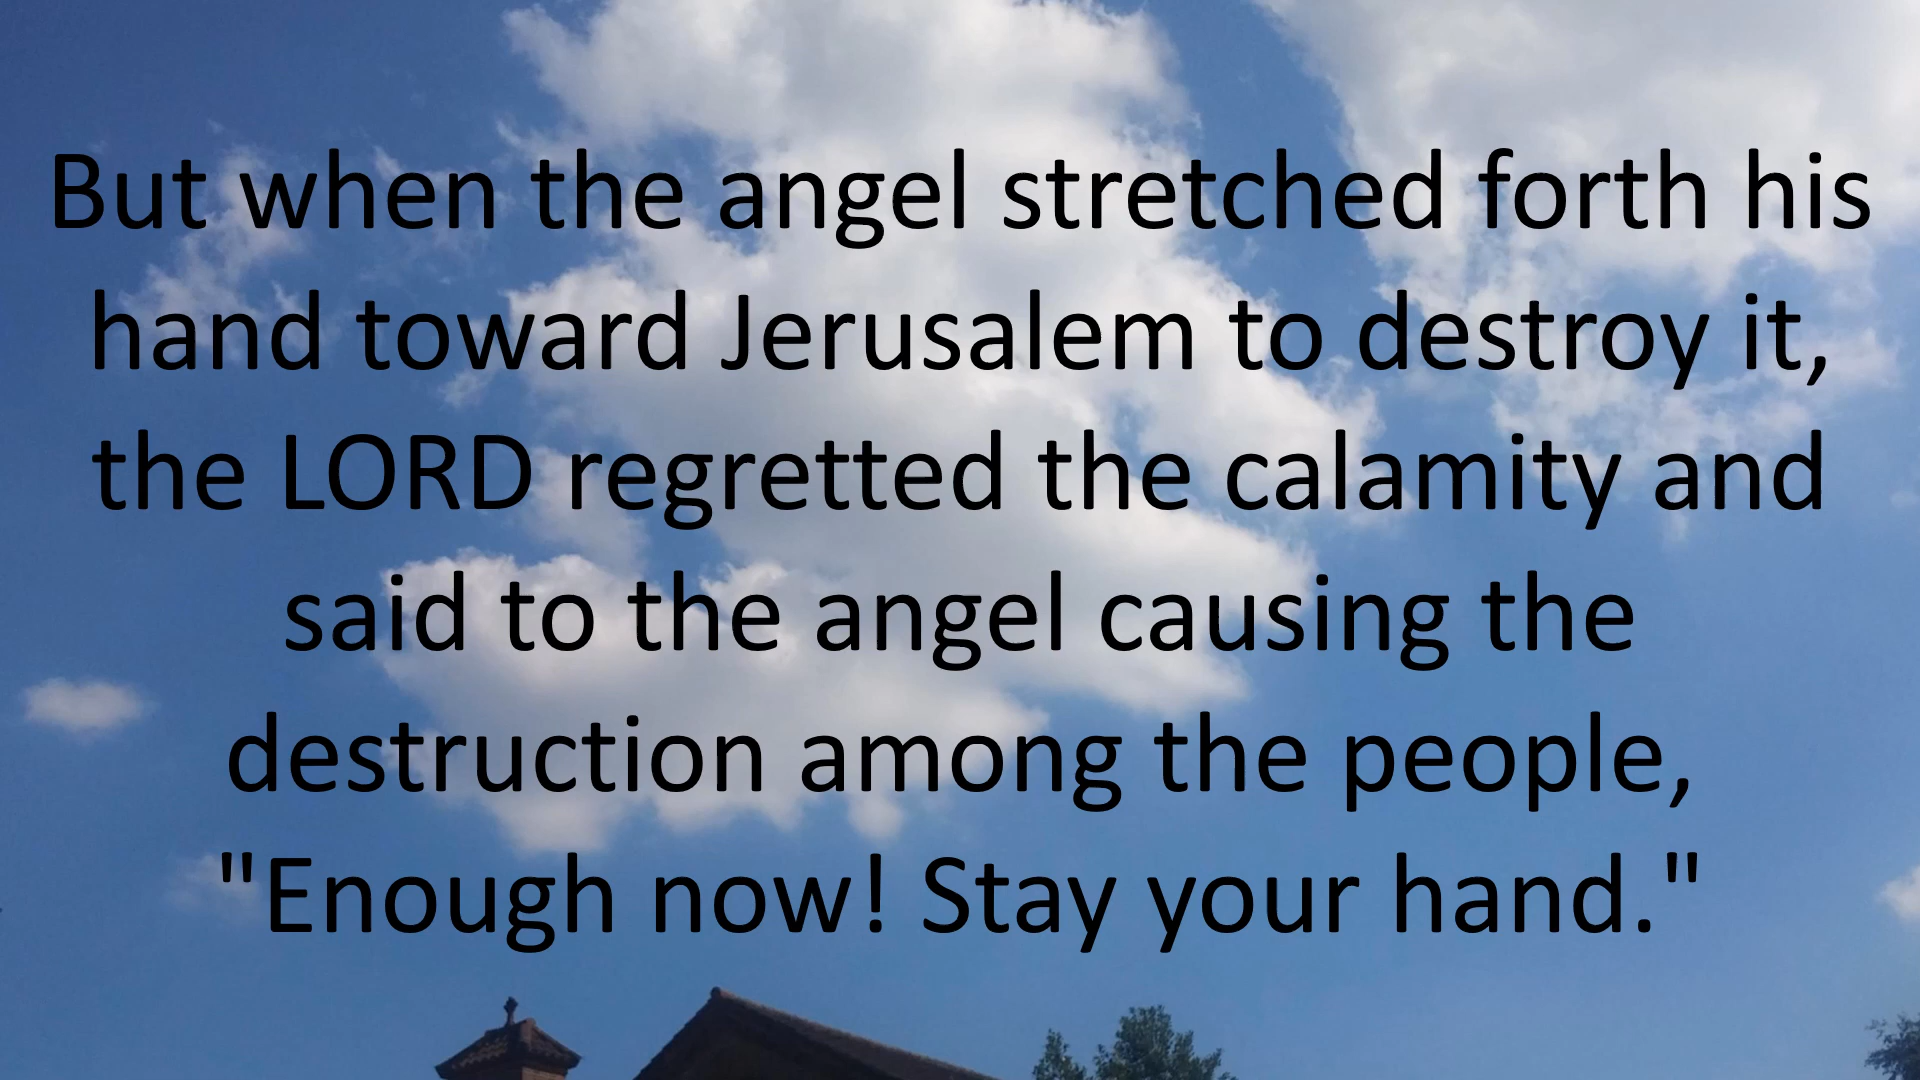 But when the angel stretched forth his
hand toward Jerusalem to destroy it,
the LORD regretted the calamity and
said to the angel causing the
destruction among the people,
"Enough now! Stay your hand."